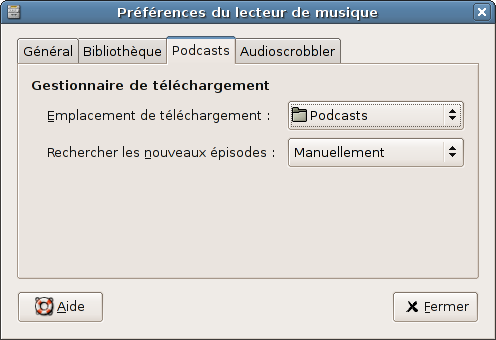 Préférences du lecteur de musique
Général Bibliothèque Podcasts Audioscrobbler
Gestionnaire de téléchargement
Emplacement de téléchargement : Podcasts
Rechercher les nouveaux épisodes : Manuellement
Aide Fermer